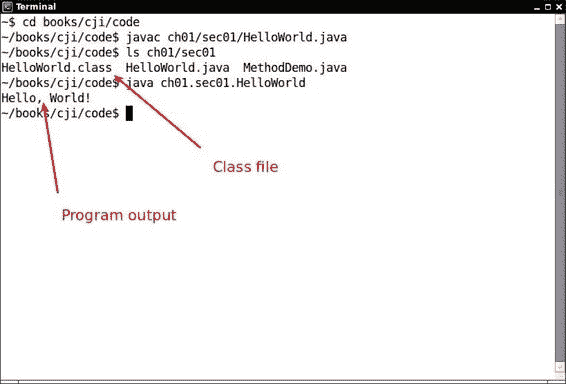 Terminal
~$ cd books/cji/code
~/books/cji/code$ javac ch01/sec01/HelloWorld.java
~/books/cji/code$ ls ch01/sec01
HelloWorld.class  HelloWorld.java  MethodDemo.java
~/books/cji/code$ java ch01.sec01.HelloWorld
Hello, World!
~/books/cji/code$
Class file
Program output